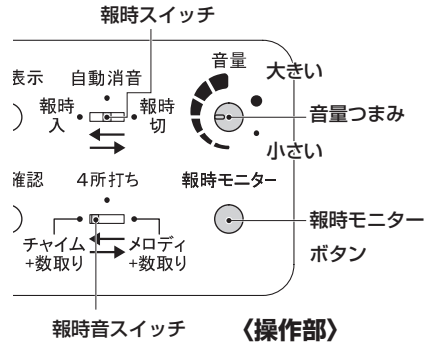 報時スイッチ
表示
自動消音
音量
大きい
報時
入
報時
切
音量つまみ
小さい
確認
4所打ち
報時モニター
報時モニター
ボタン
チャイム
+数取り
メロディ
+数取り
報時音スイッチ
〈操作部〉